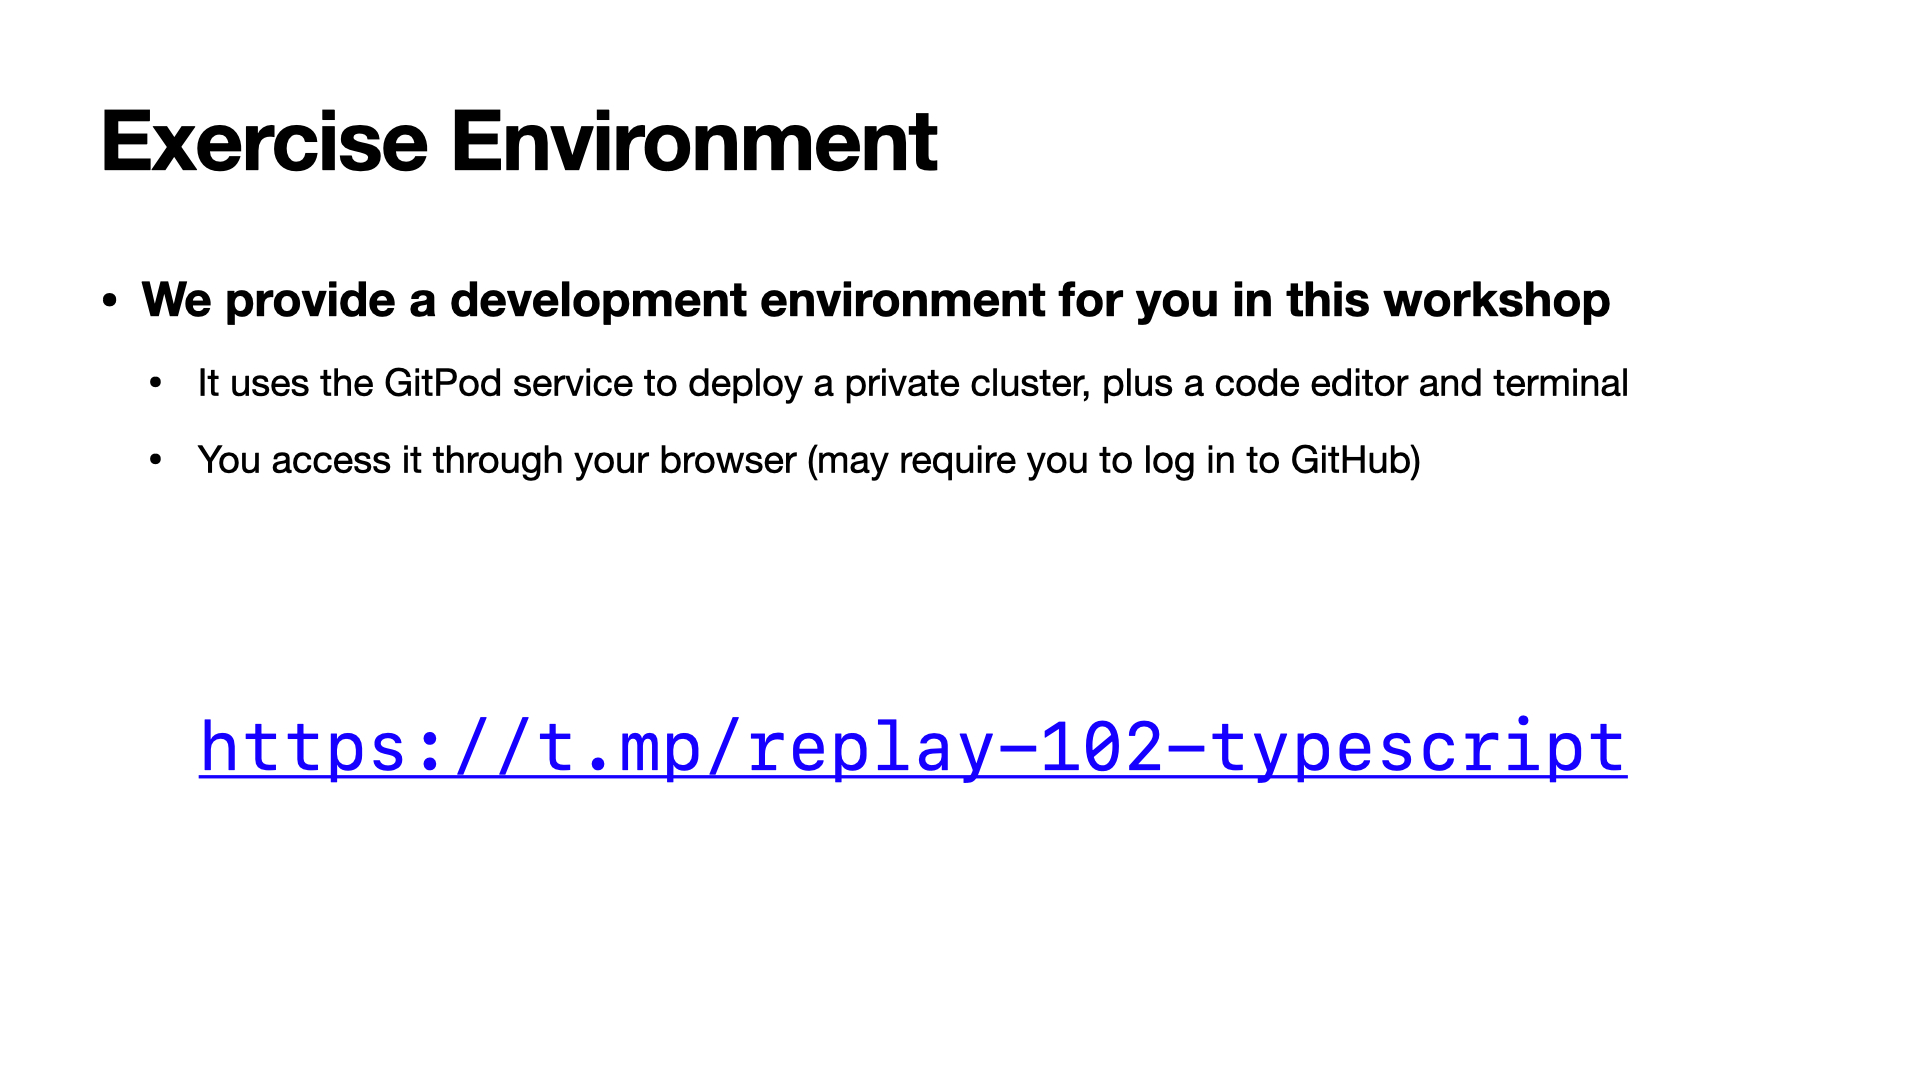 Exercise Environment
• We provide a development environment for you in this workshop
• It uses the GitPod service to deploy a private cluster, plus a code editor and terminal
• You access it through your browser (may require you to log in to GitHub)
https://t.mp/replay-102-typescript